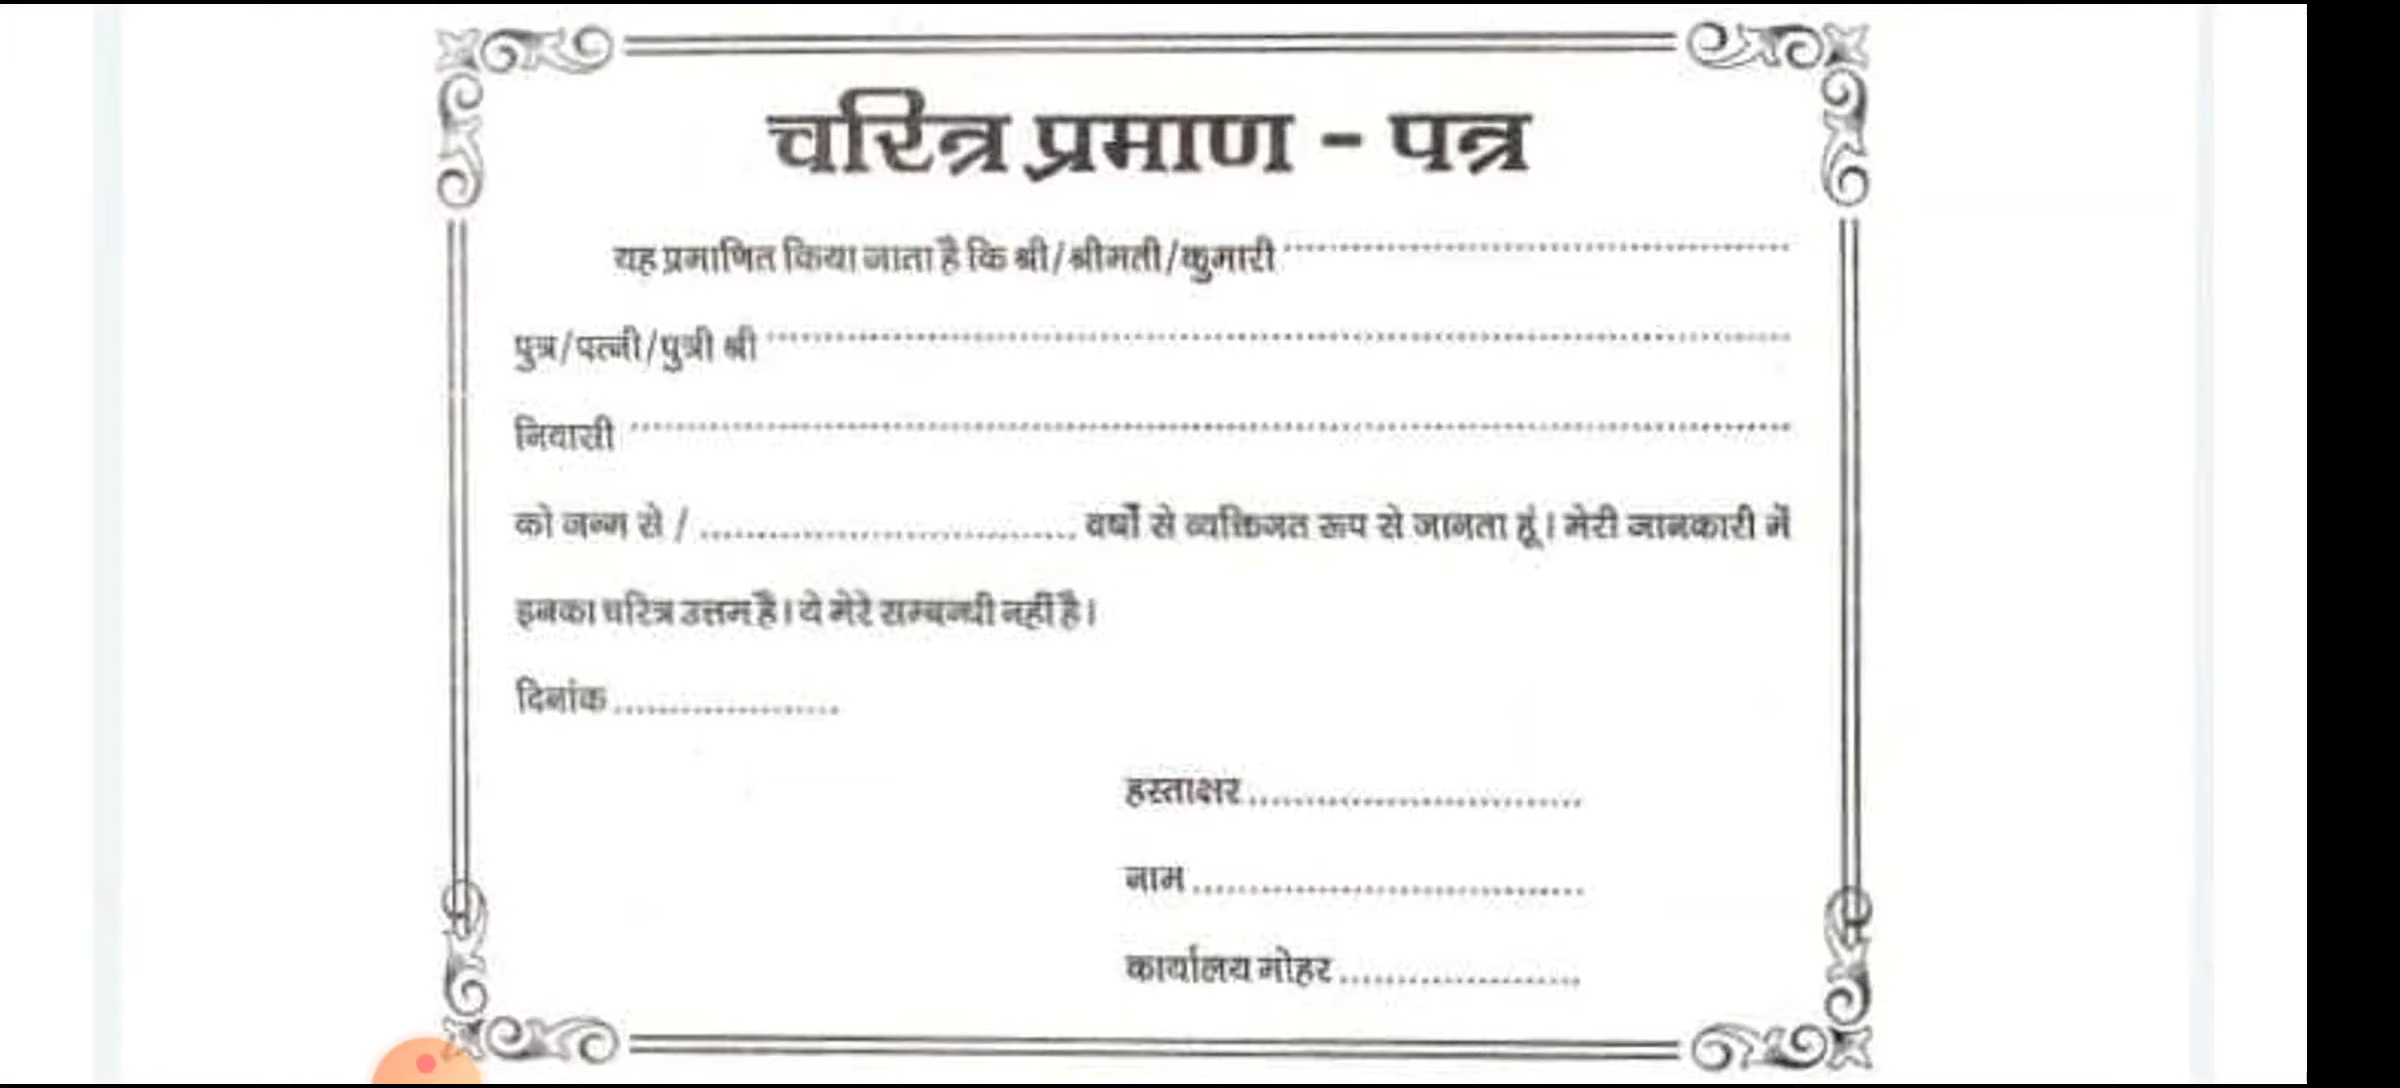 चरित्र प्रमाण - पत्र
यह प्रमाणित किया जाता है कि श्री/श्रीमती/कुमारी ........................................
पुत्र/पत्नी/पुत्री श्री ........................................
निवासी ........................................
को जन्म से / .............................. वर्षों से व्यक्तिगत रूप से जानता हूं। मेरी जानकारी में
इनका चरित्र उत्तम है। ये मेरे सम्बन्धी नहीं है।
दिनांक ....................
हस्ताक्षर ..............................
नाम ..............................
कार्यालय मोहर ....................